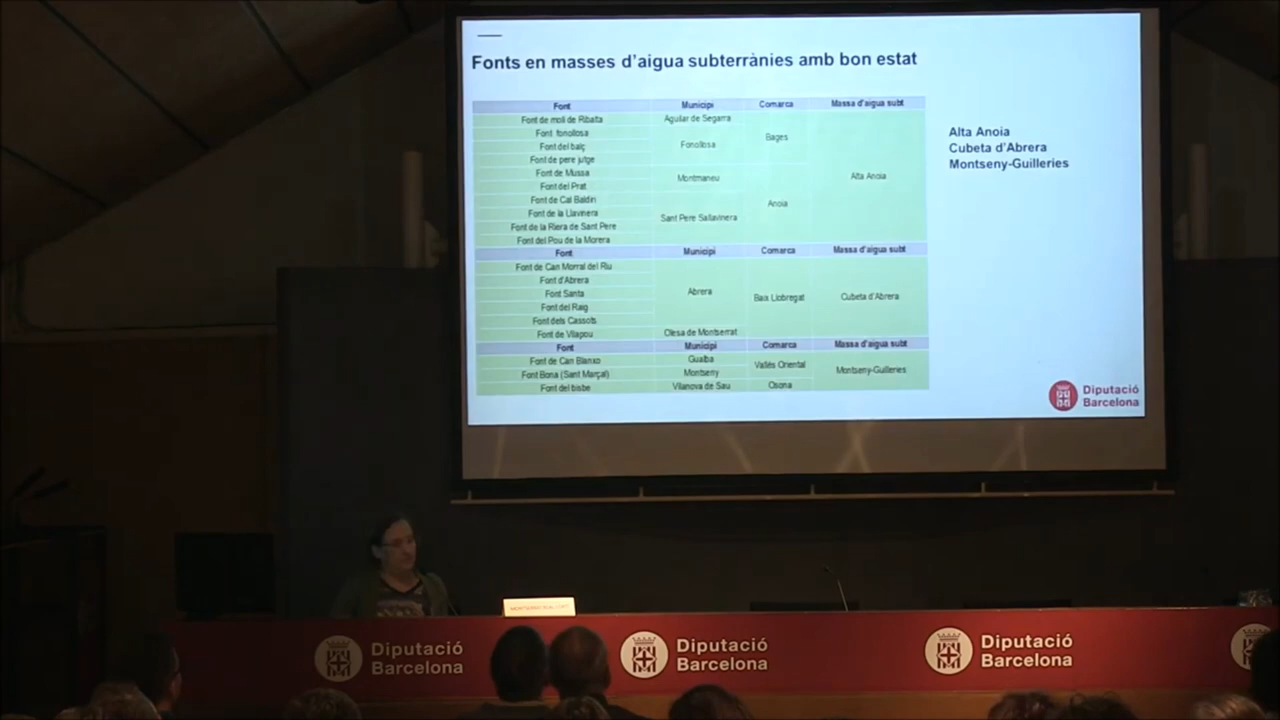 Fonts en masses d'aigua subterrànies amb bon estat
Font Municipi Comarca Massa d'aigua subt
Font de molí de Ribalta Aguilar de Segarra
Font fonollosa
Font del balç Fonollosa Bages
Font de pere jutge
Font de Mussa Montmaneu Alta Anoia
Font del Prat
Font de Cal Baldiri
Font de la Llavinera Sant Pere Sallavinera Anoia
Font de la Riera de Sant Pere
Font del Pou de la Morera
Font Municipi Comarca Massa d'aigua subt
Font de Can Morral del Riu
Font d'Abrera
Font Santa Abrera Baix Llobregat Cubeta d'Abrera
Font del Raig
Font dels Cassots
Font de Vilapou Olesa de Montserrat
Font Municipi Comarca Massa d'aigua subt
Font de Can Blanxo Gualba Vallès Oriental
Font Bona (Sant Marçal) Montseny Montseny-Guilleries
Font del bisbe Vilanova de Sau Osona
Alta Anoia
Cubeta d'Abrera
Montseny-Guilleries
Diputació
Barcelona
Diputació
Barcelona
Diputació
Barcelona
Diputació
Barcelona